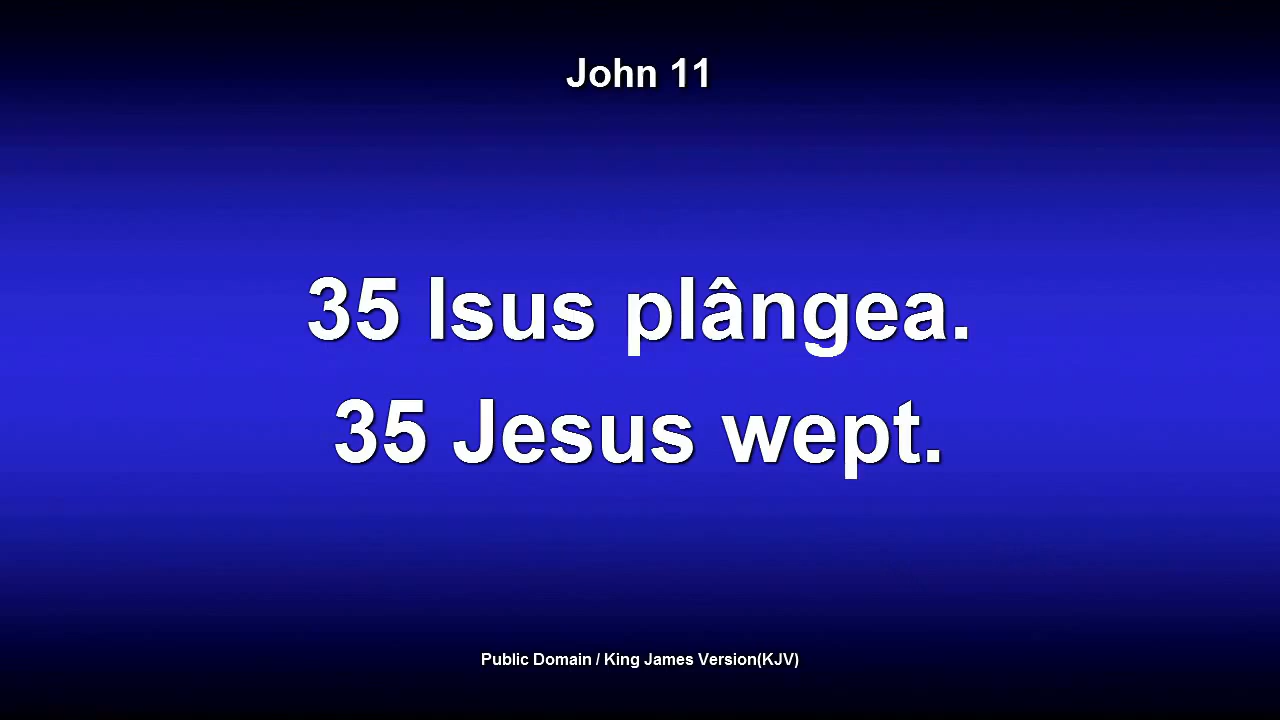 John 11
35 Isus plângea.
35 Jesus wept.
Public Domain / King James Version(KJV)